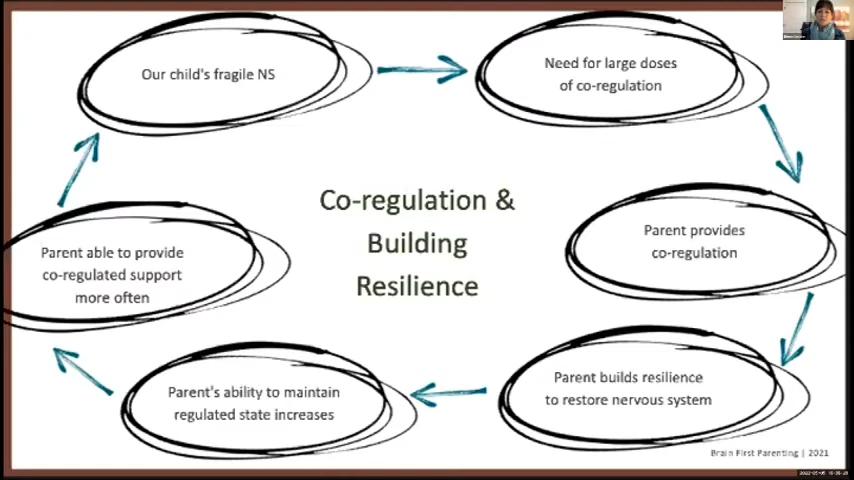 Our child's fragile NS
Need for large doses
of co-regulation
Parent provides
co-regulation
Parent builds resilience
to restore nervous system
Parent's ability to maintain
regulated state increases
Parent able to provide
co-regulated support
more often
Co-regulation &
Building
Resilience
Brain First Parenting | 2021